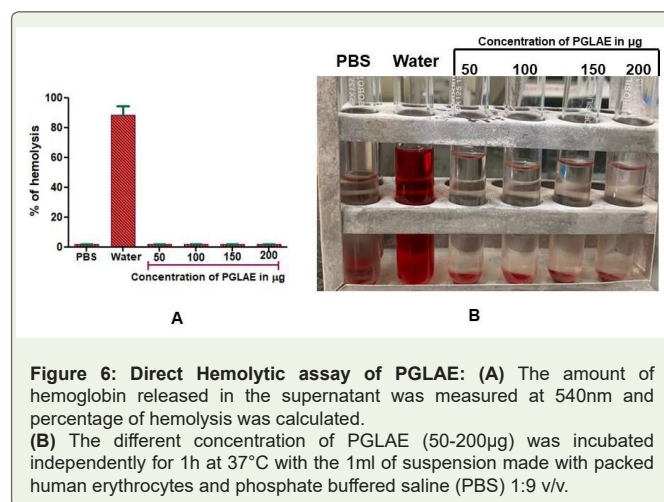 Concentration of PGLAE in µg
PBS Water 50 100 150 200
100
80
60
40
20
0
% of hemolysis
PBS Water 50 100 150 200
Concentration of PGLAE in µg
A
B
Figure 6: Direct Hemolytic assay of PGLAE: (A) The amount of
hemoglobin released in the supernatant was measured at 540nm and
percentage of hemolysis was calculated.
(B) The different concentration of PGLAE (50-200µg) was incubated
independently for 1h at 37°C with the 1ml of suspension made with packed
human erythrocytes and phosphate buffered saline (PBS) 1:9 v/v.